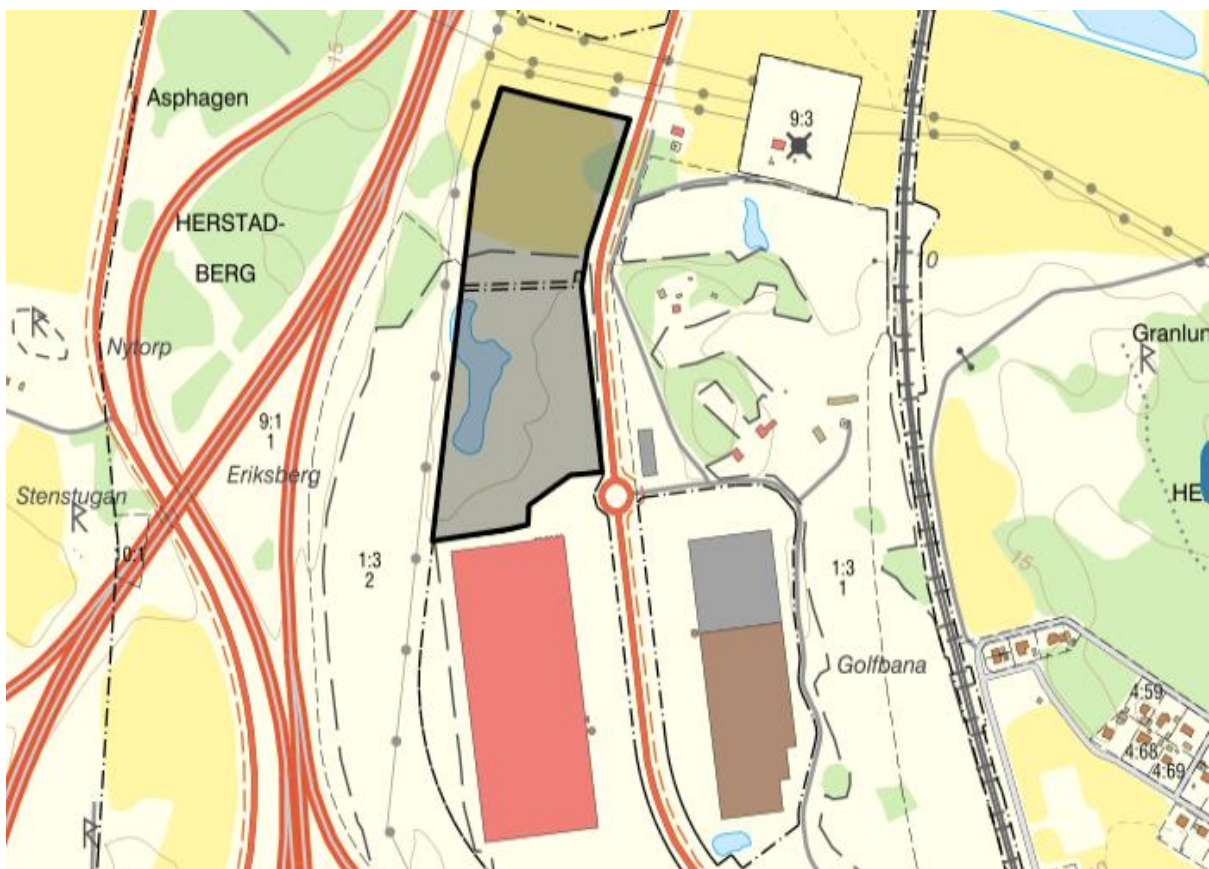 15
Asphagen
9:3
HERSTAD-
BERG
10
Nytorp
Granlun
9:1
1
Eriksberg
Stenstugan
HE
0:1
1:3
2
1:3
1
15
Golfbana
4:59
4:68
4:69